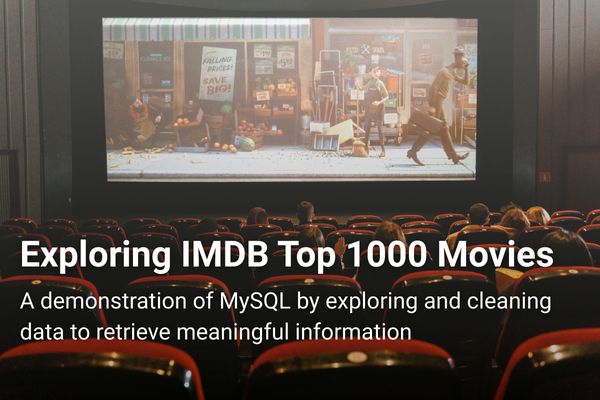 FALLING
PRICES!
SAVE
BIG!
Exploring IMDB Top 1000 Movies
A demonstration of MySQL by exploring and cleaning
data to retrieve meaningful information